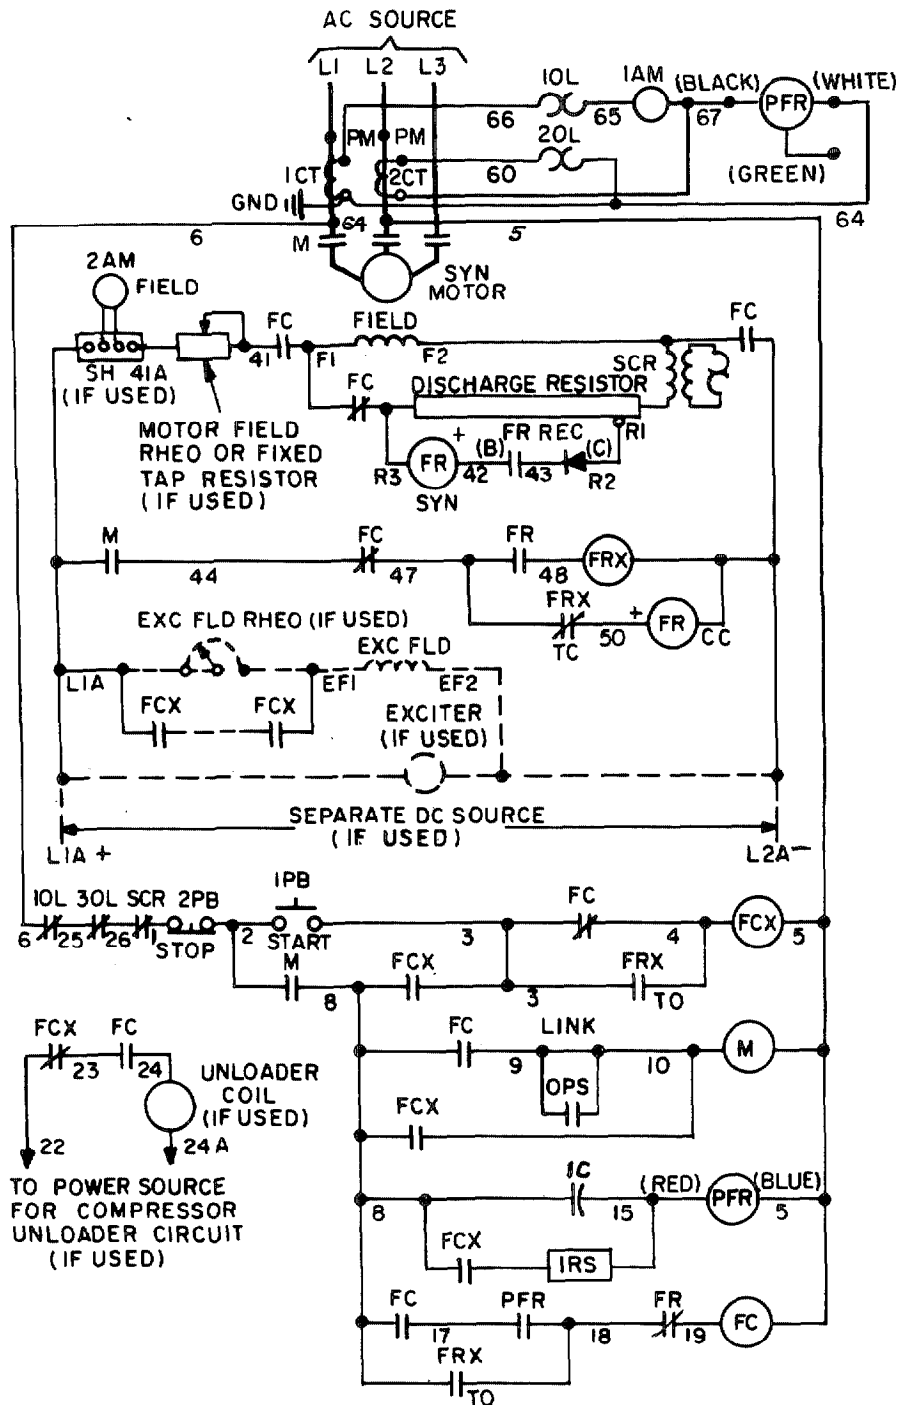 AC SOURCE
L1 L2 L3
10L 1AM (BLACK) PFR (WHITE)
66 65 67
PM PM 20L
1CT 2CT 60 (GREEN)
GND 64 64
6 M 5
2AM FIELD
SYN MOTOR
FC FIELD FC
SH 41A 41 F1 F2 SCR
(IF USED)
FC DISCHARGE RESISTOR
R1
MOTOR FIELD
RHEO OR FIXED
TAP RESISTOR
(IF USED)
+ (B) FR REC (C)
R3 FR 42 43 R2
SYN
M FC FR
44 47 48 FRX
FRX + FR CC
TC 50
EXC FLD RHEO (IF USED)
EXC FLD
L1A EF1 EF2
FCX FCX
EXCITER
(IF USED)
SEPARATE DC SOURCE
(IF USED)
L1A + L2A −
10L 30L SCR 2PB 1PB FC FCX
6 25 26 1 STOP 2 START 3 4 5
M FCX FRX
8 3 TO
FCX FC
23 24
UNLOADER
COIL
(IF USED)
22 24A
TO POWER SOURCE
FOR COMPRESSOR
UNLOADER CIRCUIT
(IF USED)
FC LINK M
9 10
OPS
FCX
1C (RED) PFR (BLUE)
8 15 5
FCX 1RS
FC PFR FR FC
17 18 19
FRX
TO